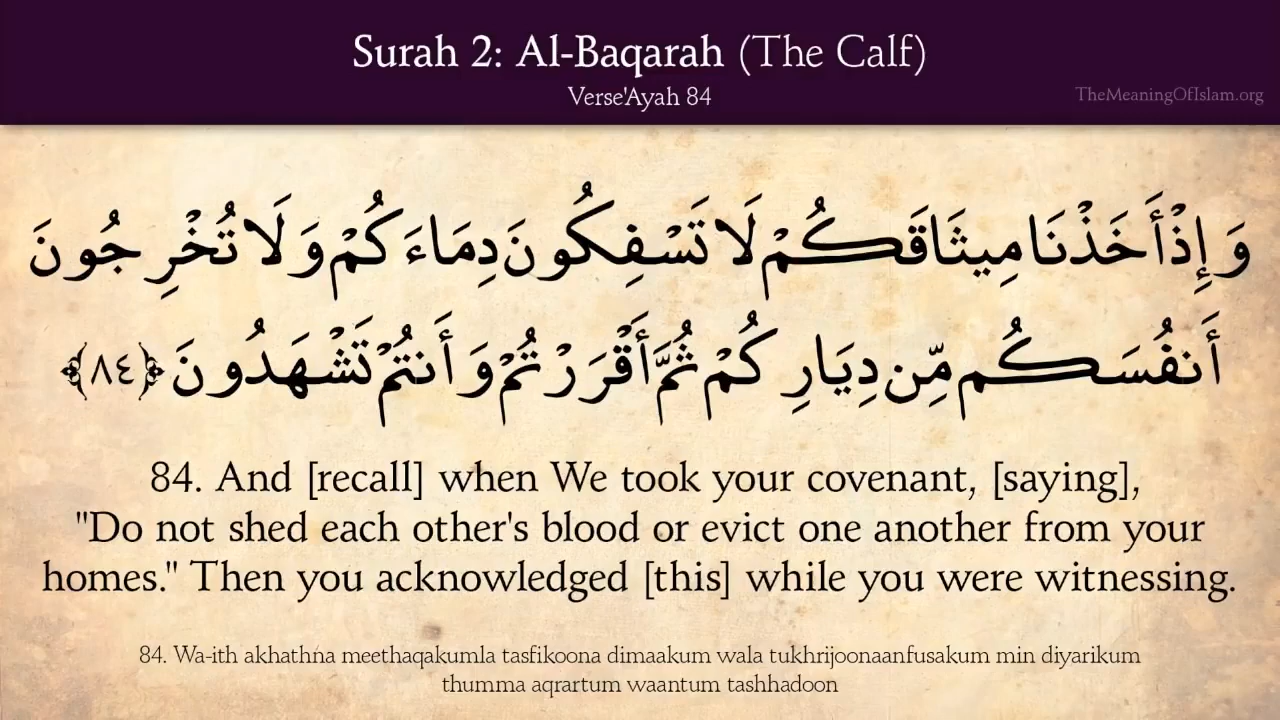 Surah 2: Al-Baqarah (The Calf)
Verse'Ayah 84
TheMeaningOfIslam.org
وَإِذْ أَخَذْنَا مِيثَاقَكُمْ لَا تَسْفِكُونَ دِمَاءَكُمْ وَلَا تُخْرِجُونَ
أَنفُسَكُم مِّن دِيَارِكُمْ ثُمَّ أَقْرَرْتُمْ وَأَنتُمْ تَشْهَدُونَ ﴿٨٤﴾
84. And [recall] when We took your covenant, [saying],
"Do not shed each other's blood or evict one another from your
homes." Then you acknowledged [this] while you were witnessing.
84. Wa-ith akhathna meethaqakumla tasfikoona dimaakum wala tukhrijoonaanfusakum min diyarikum
thumma aqrartum waantum tashhadoon